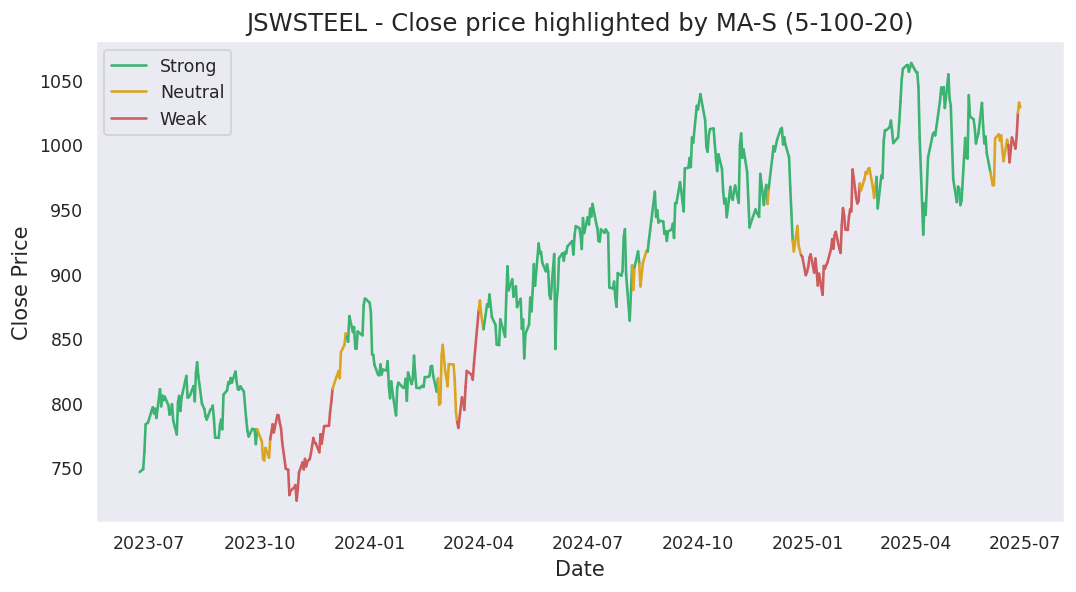 JSWSTEEL - Close price highlighted by MA-S (5-100-20)
Strong
Neutral
Weak
Close Price
1050
1000
950
900
850
800
750
2023-07 2023-10 2024-01 2024-04 2024-07 2024-10 2025-01 2025-04 2025-07
Date